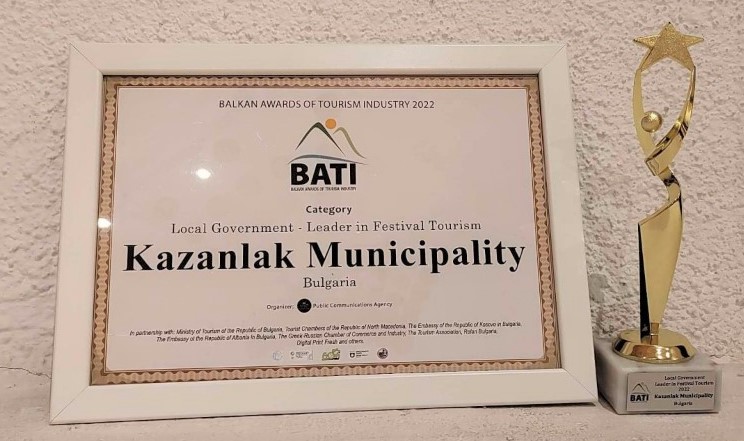 BALKAN AWARDS OF TOURISM INDUSTRY 2022
BATI
BALKAN AWARDS OF TOURISM INDUSTRY
Category
Local Government - Leader in Festival Tourism
Kazanlak Municipality
Bulgaria
Organiser: Public Communications Agency
In partnership with: Ministry of Tourism of the Republic of Bulgaria, Tourist Chambers of the Republic of North Macedonia, The Embassy of the Republic of Kosovo in Bulgaria,
The Embassy of the Republic of Albania in Bulgaria, The Greek Russian Chamber of Commerce and Industry, The Tourism Association, Rofan Bulgaria,
Digital Print Fresh and others.
BATI
Local Government
Leader in Festival Tourism
2022
Kazanlak Municipality
Bulgaria